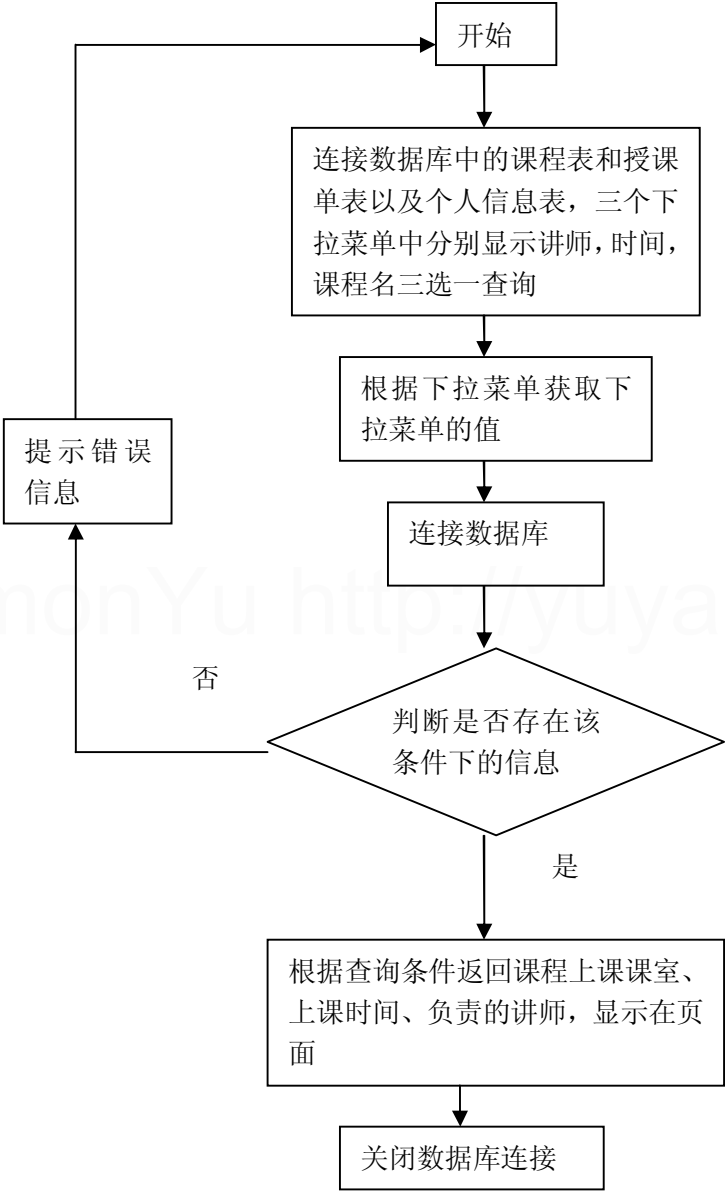 开始
连接数据库中的课程表和授课
单表以及个人信息表，三个下
拉菜单中分别显示讲师，时间，
课程名三选一查询
根据下拉菜单获取下
拉菜单的值
提示错误
信息
连接数据库
monYu http://yuya
否
判断是否存在该
条件下的信息
是
根据查询条件返回课程上课课室、
上课时间、负责的讲师，显示在页
面
关闭数据库连接